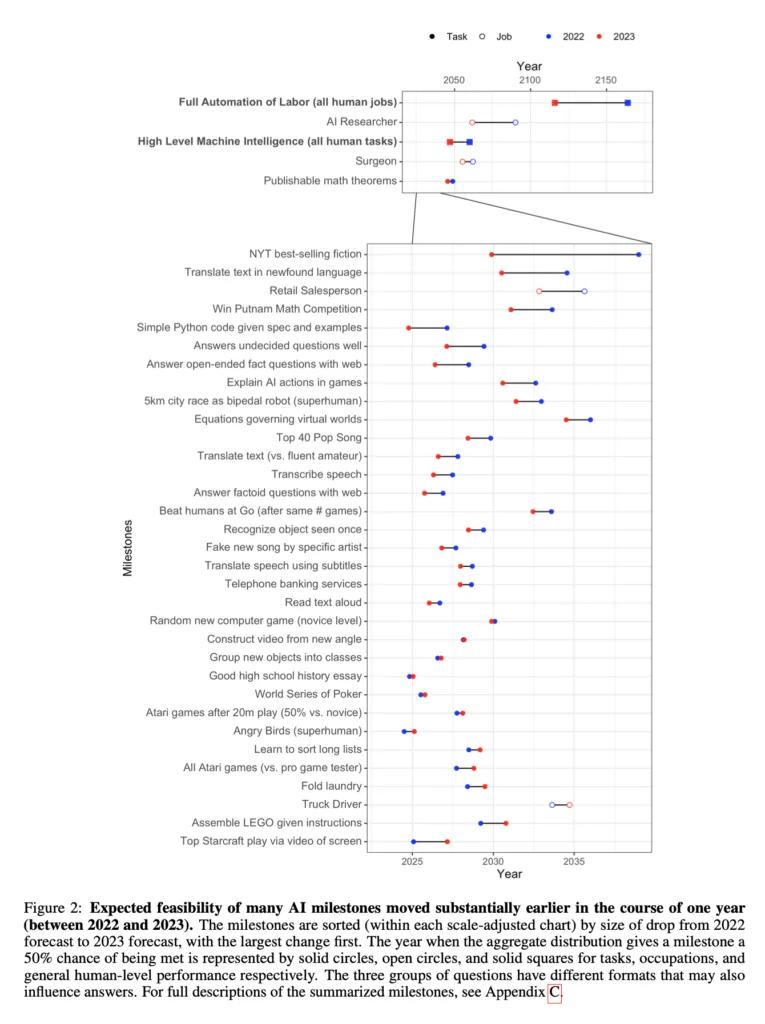 Task Job 2022 2023
Year
2050 2100 2150
Full Automation of Labor (all human jobs)
AI Researcher
High Level Machine Intelligence (all human tasks)
Surgeon
Publishable math theorems
NYT best-selling fiction
Translate text in newfound language
Retail Salesperson
Win Putnam Math Competition
Simple Python code given spec and examples
Answers undecided questions well
Answer open-ended fact questions with web
Explain AI actions in games
5km city race as bipedal robot (superhuman)
Equations governing virtual worlds
Top 40 Pop Song
Translate text (vs. fluent amateur)
Transcribe speech
Answer factoid questions with web
Beat humans at Go (after same # games)
Recognize object seen once
Fake new song by specific artist
Translate speech using subtitles
Telephone banking services
Read text aloud
Random new computer game (novice level)
Construct video from new angle
Group new objects into classes
Good high school history essay
World Series of Poker
Atari games after 20m play (50% vs. novice)
Angry Birds (superhuman)
Learn to sort long lists
All Atari games (vs. pro game tester)
Fold laundry
Truck Driver
Assemble LEGO given instructions
Top Starcraft play via video of screen
Milestones
2025 2030 2035
Year
Figure 2: Expected feasibility of many AI milestones moved substantially earlier in the course of one year
(between 2022 and 2023). The milestones are sorted (within each scale-adjusted chart) by size of drop from 2022
forecast to 2023 forecast, with the largest change first. The year when the aggregate distribution gives a milestone a
50% chance of being met is represented by solid circles, open circles, and solid squares for tasks, occupations, and
general human-level performance respectively. The three groups of questions have different formats that may also
influence answers. For full descriptions of the summarized milestones, see Appendix C.